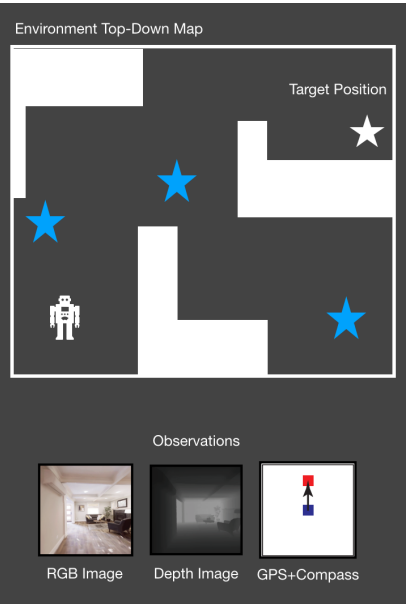 Environment Top-Down Map
Target Position
Observations
RGB Image
Depth Image
GPS+Compass